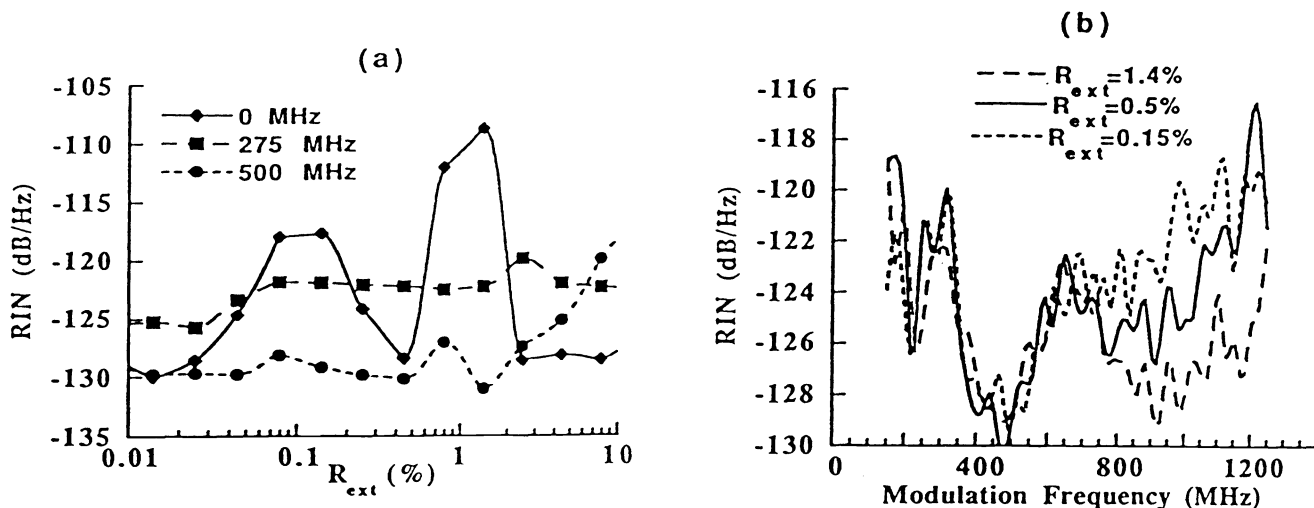 (a)
RIN (dB/Hz)
-105
-110
-115
-120
-125
-130
-135
0 MHz
275 MHz
500 MHz
0.01
0.1
1
10
R_ext (%)
(b)
RIN (dB/Hz)
-116
-118
-120
-122
-124
-126
-128
-130
R_ext=1.4%
R_ext=0.5%
R_ext=0.15%
0
400
800
1200
Modulation Frequency (MHz)